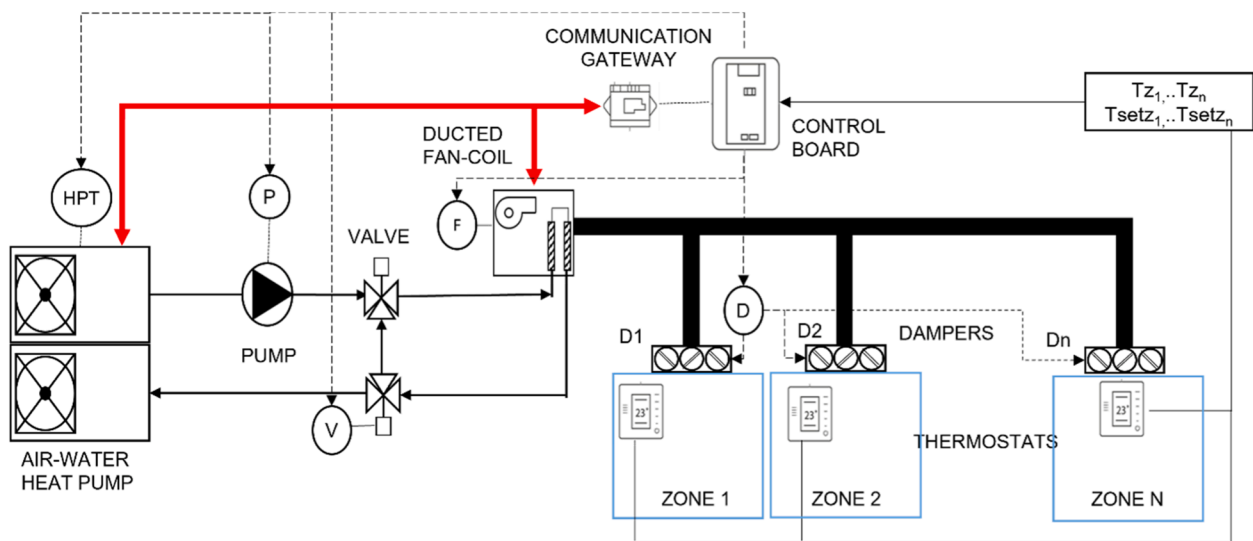 COMMUNICATION
GATEWAY
Tz1,..Tzn
Tsetz1,..Tsetzn
DUCTED
FAN-COIL
CONTROL
BOARD
HPT
P
F
VALVE
D
D1
D2
DAMPERS
Dn
PUMP
V
23°
23°
23°
THERMOSTATS
AIR-WATER
HEAT PUMP
ZONE 1
ZONE 2
ZONE N